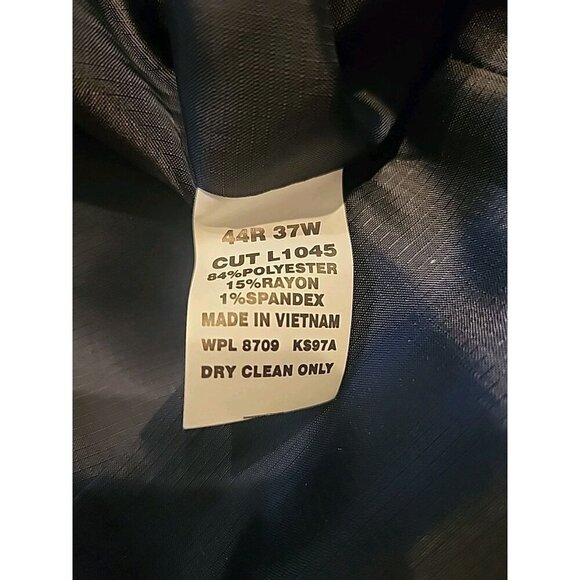 44R 37W
CUT L1045
84%POLYESTER
15%RAYON
1%SPANDEX
MADE IN VIETNAM
WPL 8709 KS97A
DRY CLEAN ONLY